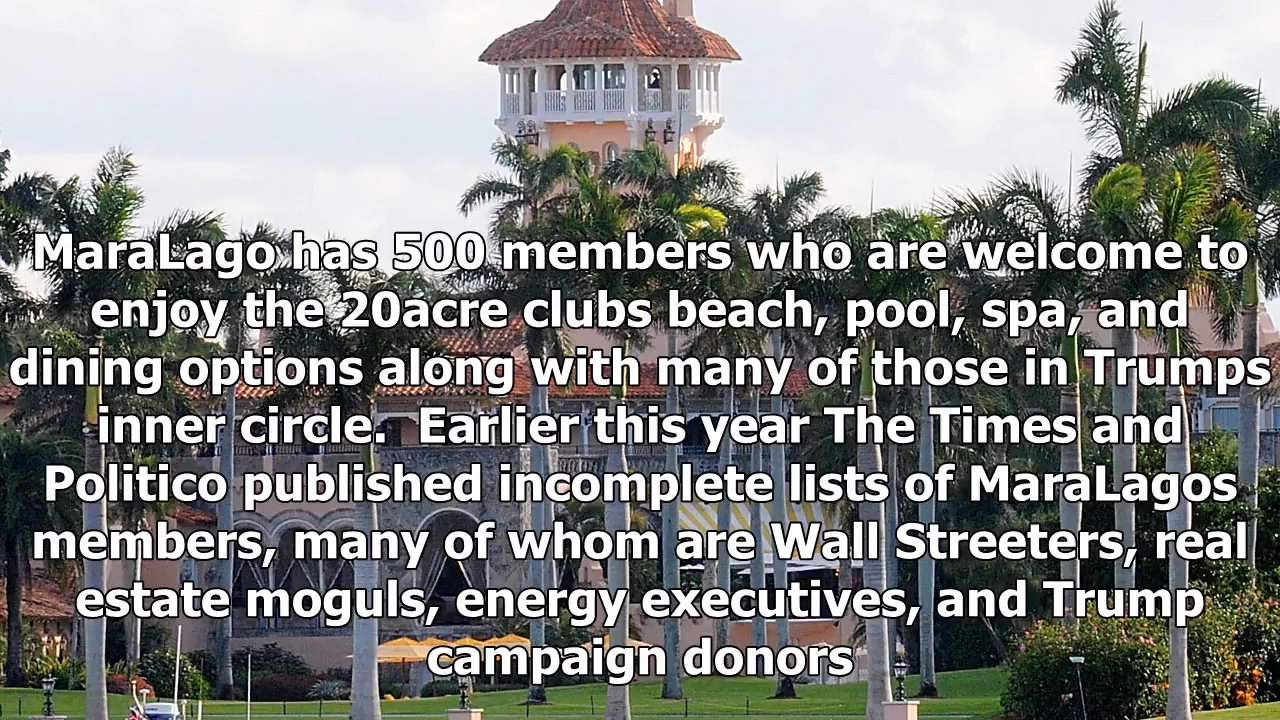 MaraLago has 500 members who are welcome to
enjoy the 20acre clubs beach, pool, spa, and
dining options along with many of those in Trumps
inner circle.  Earlier this year The Times and
Politico published incomplete lists of MaraLagos
members, many of whom are Wall Streeters, real
estate moguls, energy executives, and Trump
campaign donors